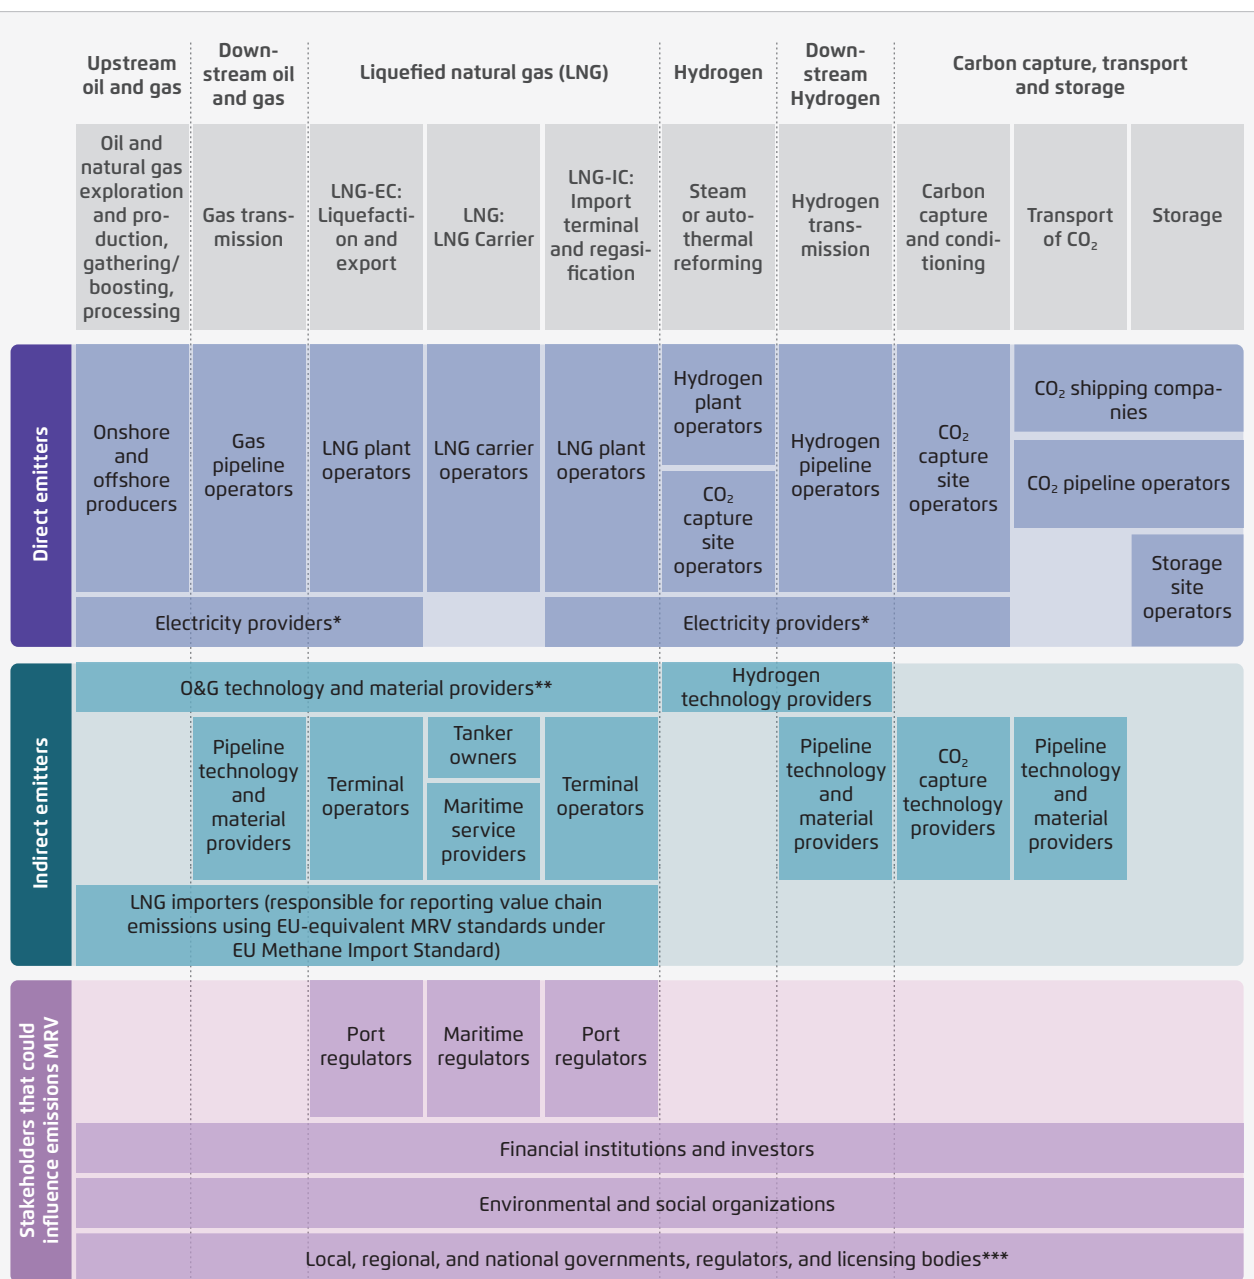 Upstream
oil and gas
Down-
stream oil
and gas
Liquefied natural gas (LNG)
Hydrogen
Down-
stream
Hydrogen
Carbon capture, transport
and storage
Oil and
natural gas
exploration
and pro-
duction,
gathering/
boosting,
processing
Gas trans-
mission
LNG-EC:
Liquefacti-
on and
export
LNG:
LNG Carrier
LNG-IC:
Import
terminal
and regasi-
fication
Steam
or auto-
thermal
reforming
Hydrogen
trans-
mission
Carbon
capture
and condi-
tioning
Transport
of CO₂
Storage
Direct emitters
Onshore
and
offshore
producers
Gas
pipeline
operators
LNG plant
operators
LNG carrier
operators
LNG plant
operators
Hydrogen
plant
operators
CO₂
capture
site
operators
Hydrogen
pipeline
operators
CO₂
capture
site
operators
CO₂ shipping compa-
nies
CO₂ pipeline operators
Storage
site
operators
Electricity providers*
Electricity providers*
Indirect emitters
O&G technology and material providers**
Hydrogen
technology providers
Pipeline
technology
and
material
providers
Terminal
operators
Tanker
owners
Maritime
service
providers
Terminal
operators
Pipeline
technology
and
material
providers
CO₂
capture
technology
providers
Pipeline
technology
and
material
providers
LNG importers (responsible for reporting value chain
emissions using EU-equivalent MRV standards under
EU Methane Import Standard)
Stakeholders that could
influence emissions MRV
Port
regulators
Maritime
regulators
Port
regulators
Financial institutions and investors
Environmental and social organizations
Local, regional, and national governments, regulators, and licensing bodies***